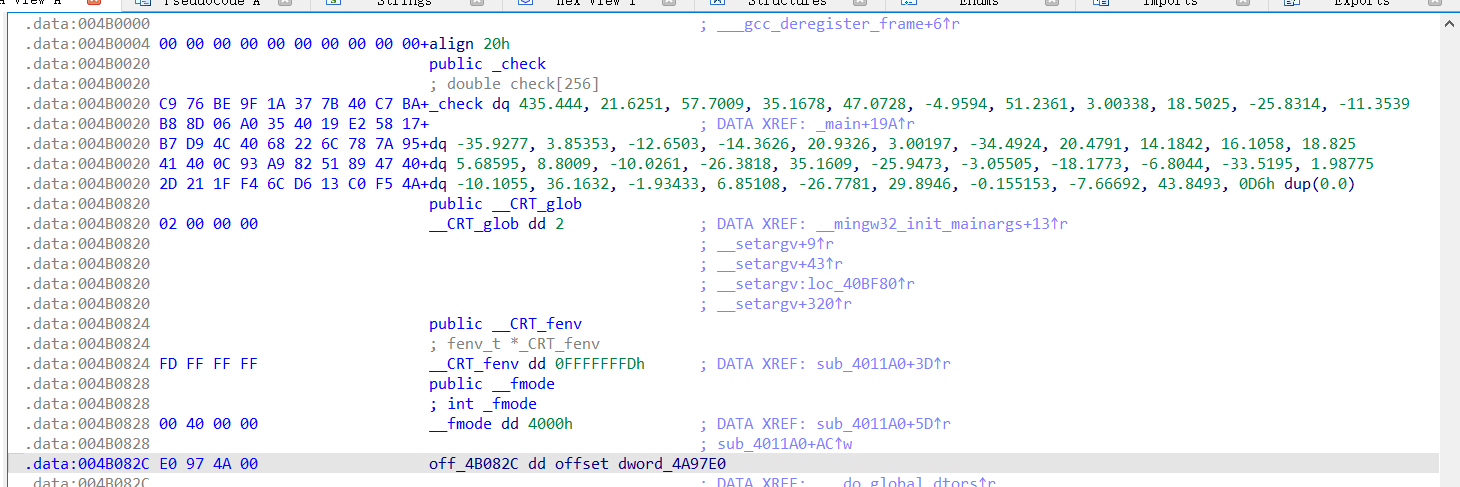 A View A Pseudocode A Strings Hex View 1 Structures Enums Imports Exports
.data:004B0000 ; ___gcc_deregister_frame+6↑r
.data:004B0004 00 00 00 00 00 00 00 00 00 00 00+align 20h
.data:004B0020 public _check
.data:004B0020 ; double check[256]
.data:004B0020 C9 76 BE 9F 1A 37 7B 40 C7 BA+_check dq 435.444, 21.6251, 57.7009, 35.1678, 47.0728, -4.9594, 51.2361, 3.00338, 18.5025, -25.8314, -11.3539
.data:004B0020 B8 8D 06 A0 35 40 19 E2 58 17+ ; DATA XREF: _main+19A↑r
.data:004B0020 B7 D9 4C 40 68 22 6C 78 7A 95+dq -35.9277, 3.85353, -12.6503, -14.3626, 20.9326, 3.00197, -34.4924, 20.4791, 14.1842, 16.1058, 18.825
.data:004B0020 41 40 0C 93 A9 82 51 89 47 40+dq 5.68595, 8.8009, -10.0261, -26.3818, 35.1609, -25.9473, -3.05505, -18.1773, -6.8044, -33.5195, 1.98775
.data:004B0020 2D 21 1F F4 6C D6 13 C0 F5 4A+dq -10.1055, 36.1632, -1.93433, 6.85108, -26.7781, 29.8946, -0.155153, -7.66692, 43.8493, 0D6h dup(0.0)
.data:004B0820 public __CRT_glob
.data:004B0820 02 00 00 00 __CRT_glob dd 2 ; DATA XREF: __mingw32_init_mainargs+13↑r
.data:004B0820 ; __setargv+9↑r
.data:004B0820 ; __setargv+43↑r
.data:004B0820 ; __setargv:loc_40BF80↑r
.data:004B0820 ; __setargv+320↑r
.data:004B0824 public __CRT_fenv
.data:004B0824 ; fenv_t *_CRT_fenv
.data:004B0824 FD FF FF FF __CRT_fenv dd 0FFFFFFFDh ; DATA XREF: sub_4011A0+3D↑r
.data:004B0828 public __fmode
.data:004B0828 ; int _fmode
.data:004B0828 00 40 00 00 __fmode dd 4000h ; DATA XREF: sub_4011A0+5D↑r
.data:004B0828 ; sub_4011A0+AC↑w
.data:004B082C E0 97 4A 00 off_4B082C dd offset dword_4A97E0
.data:004B082C ; DATA XREF: ___do_global_dtors↑r